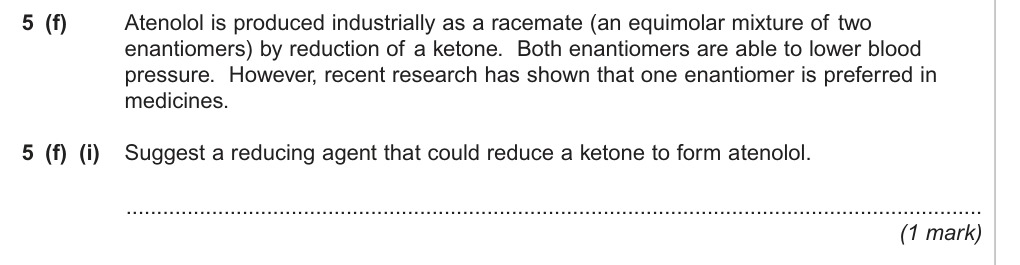 5 (f) Atenolol is produced industrially as a racemate (an equimolar mixture of two
enantiomers) by reduction of a ketone. Both enantiomers are able to lower blood
pressure. However, recent research has shown that one enantiomer is preferred in
medicines.
5 (f) (i) Suggest a reducing agent that could reduce a ketone to form atenolol.
................................................................................................................................................
(1 mark)